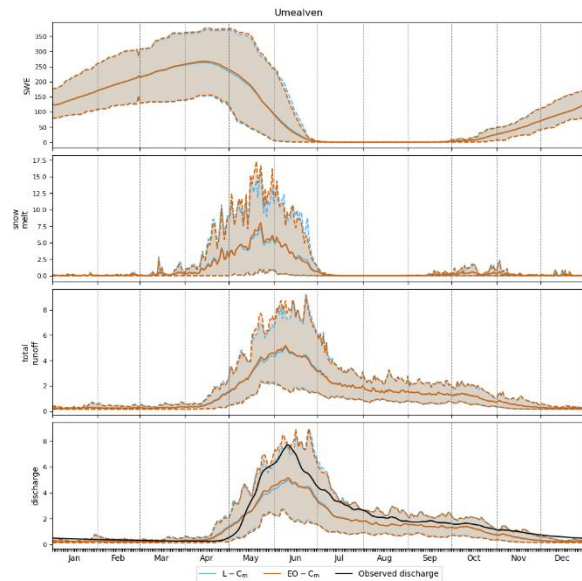 Umealven
350
300
250
200
150
100
50
0
SWE
17.5
15.0
12.5
10.0
7.5
5.0
2.5
0.0
snow
melt
8
6
4
2
0
total
runoff
8
6
4
2
0
discharge
Jan Feb Mar Apr May Jun Jul Aug Sep Oct Nov Dec
L − Cm EO − Cm Observed discharge